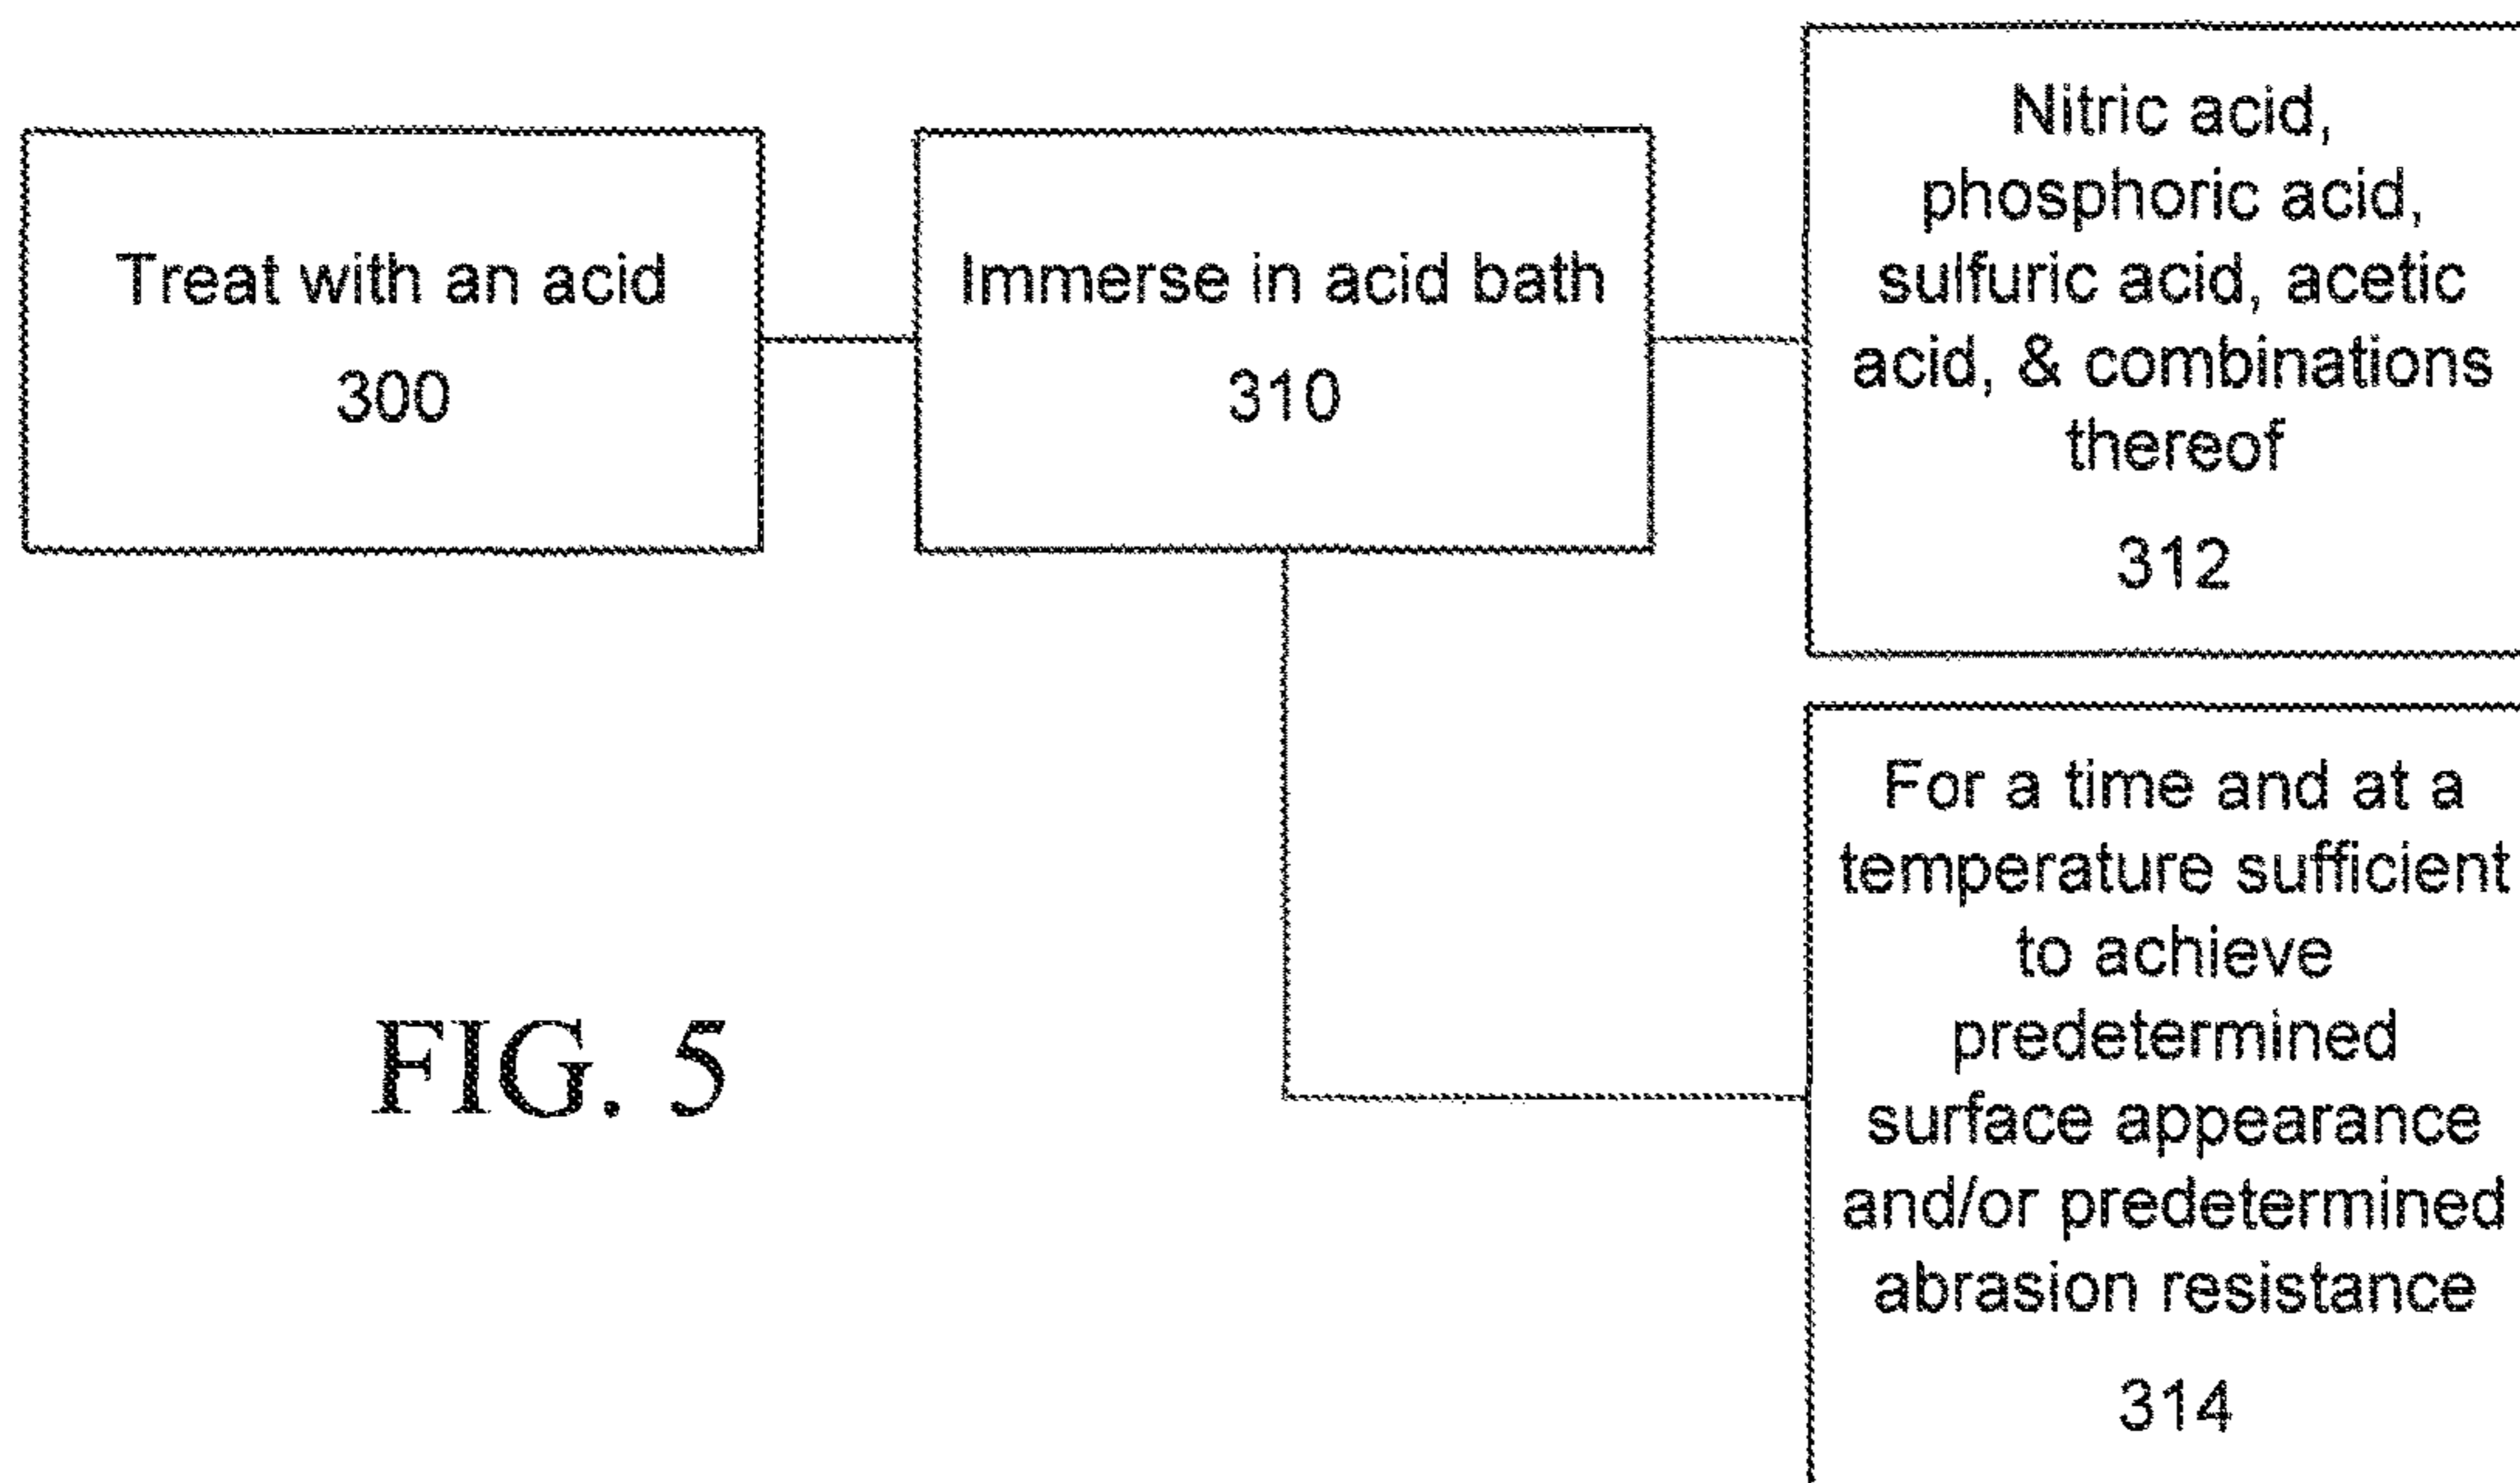 Treat with an acid
300
Immerse in acid bath
310
Nitric acid,
phosphoric acid,
sulfuric acid, acetic
acid, & combinations
thereof
312
For a time and at a
temperature sufficient
to achieve
predetermined
surface appearance
and/or predetermined
abrasion resistance
314
FIG. 5